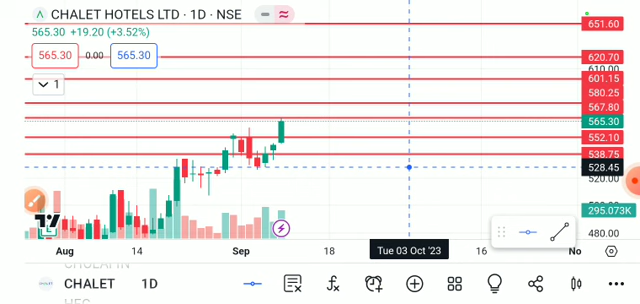 CHALET HOTELS LTD · 1D · NSE
565.30 +19.20 (+3.52%)
565.30 0.00 565.30
1
651.60
620.70
610.00
601.15
580.25
567.80
565.30
552.10
538.75
528.45
520.00
295.073K
480.00
Aug 14 Sep 18 Tue 03 Oct '23 16 No
CHALET 1D